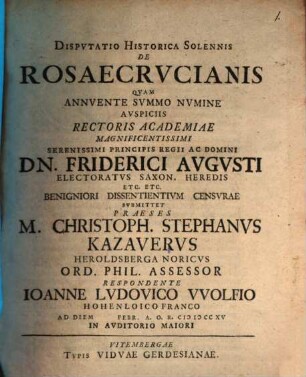 1.
DISPVTATIO HISTORICA SOLENNIS
DE
ROSAECRVCIANIS
QVAM
ANNVENTE SVMMO NVMINE
AVSPICIIS
RECTORIS ACADEMIAE
MAGNIFICENTISSIMI
SERENISSIMI PRINCIPIS REGII AC DOMINI
DN. FRIDERICI AVGVSTI
ELECTORATVS SAXON. HEREDIS
ETC. ETC.
BENIGNIORI DISSENTIENTIVM CENSVRAE
SVBMITTET
PRAESES
M. CHRISTOPH. STEPHANVS
KAZAVERVS
HEROLDSBERGA NORICVS
ORD. PHIL. ASSESSOR
RESPONDENTE
IOANNE LVDOVICO VVOLFIO
HOHENLOICO FRANCO
AD DIEM FEBR. A. O. R. CIƆIƆCCXV
IN AVDITORIO MAIORI
VITEMBERGAE
TYPIS VIDVAE GERDESIANAE.